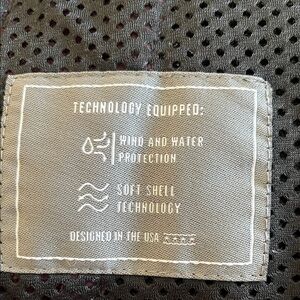 TECHNOLOGY EQUIPPED:
WIND AND WATER
PROTECTION
SOFT SHELL
TECHNOLOGY
DESIGNED IN THE USA